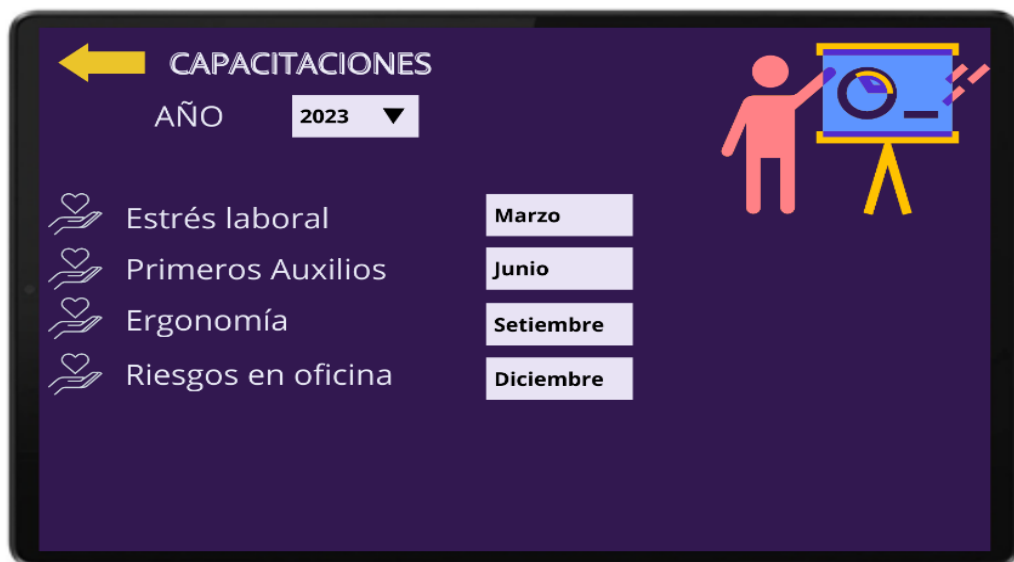 CAPACITACIONES
AÑO 2023
Estrés laboral Marzo
Primeros Auxilios Junio
Ergonomía Setiembre
Riesgos en oficina Diciembre